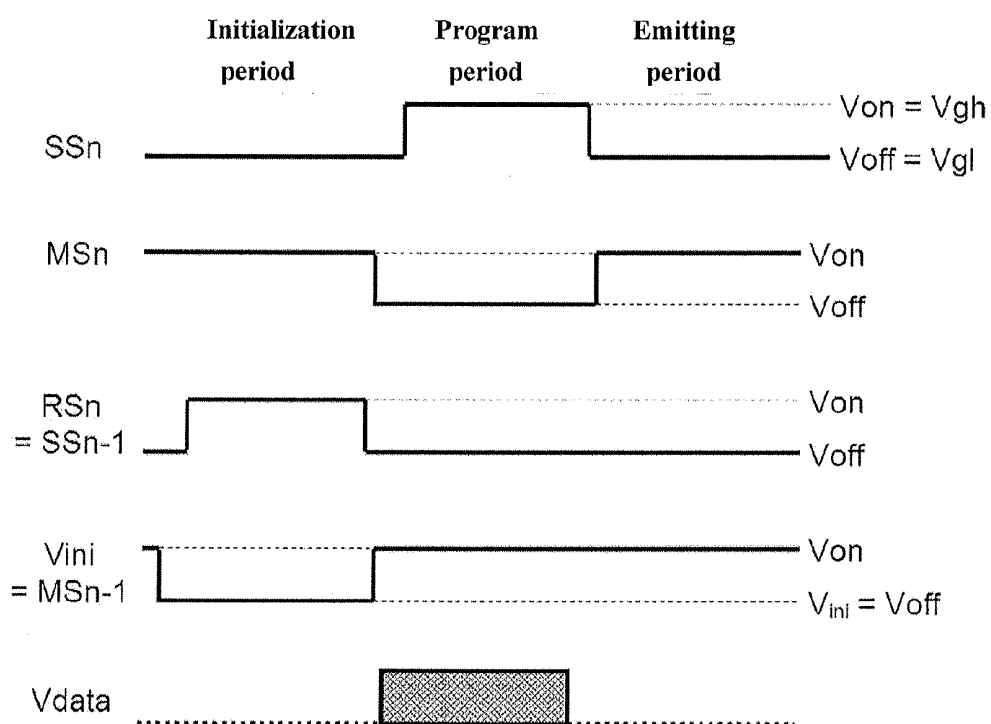 Initialization period
Program period
Emitting period
SSn
Von = Vgh
Voff = Vgl
MSn
Von
Voff
RSn
= SSn-1
Von
Voff
Vini
= MSn-1
Von
Vini = Voff
Vdata